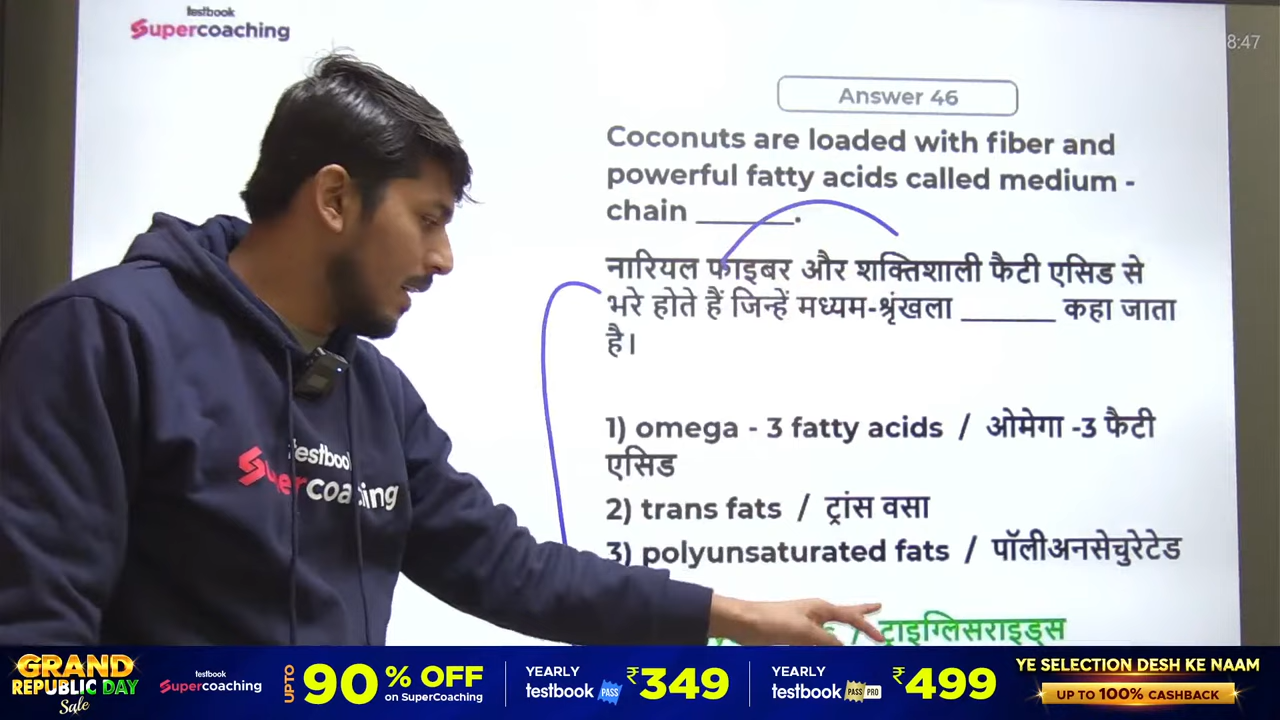 testbook
Supercoaching
8:47
Answer 46
Coconuts are loaded with fiber and
powerful fatty acids called medium -
chain ______.
नारियल फाइबर और शक्तिशाली फैटी एसिड से
भरे होते हैं जिन्हें मध्यम-श्रृंखला ______ कहा जाता
है।
1) omega - 3 fatty acids / ओमेगा -3 फैटी
एसिड
2) trans fats / ट्रांस वसा
3) polyunsaturated fats / पॉलीअनसेचुरेटेड
/ ट्राइग्लिसराइड्स
testbook
Supercoaching
GRAND
REPUBLIC DAY
Sale
testbook
Supercoaching
UPTO 90% OFF
on SuperCoaching
YEARLY
testbook PASS ₹349
YEARLY
testbook PASS PRO ₹499
YE SELECTION DESH KE NAAM
UP TO 100% CASHBACK